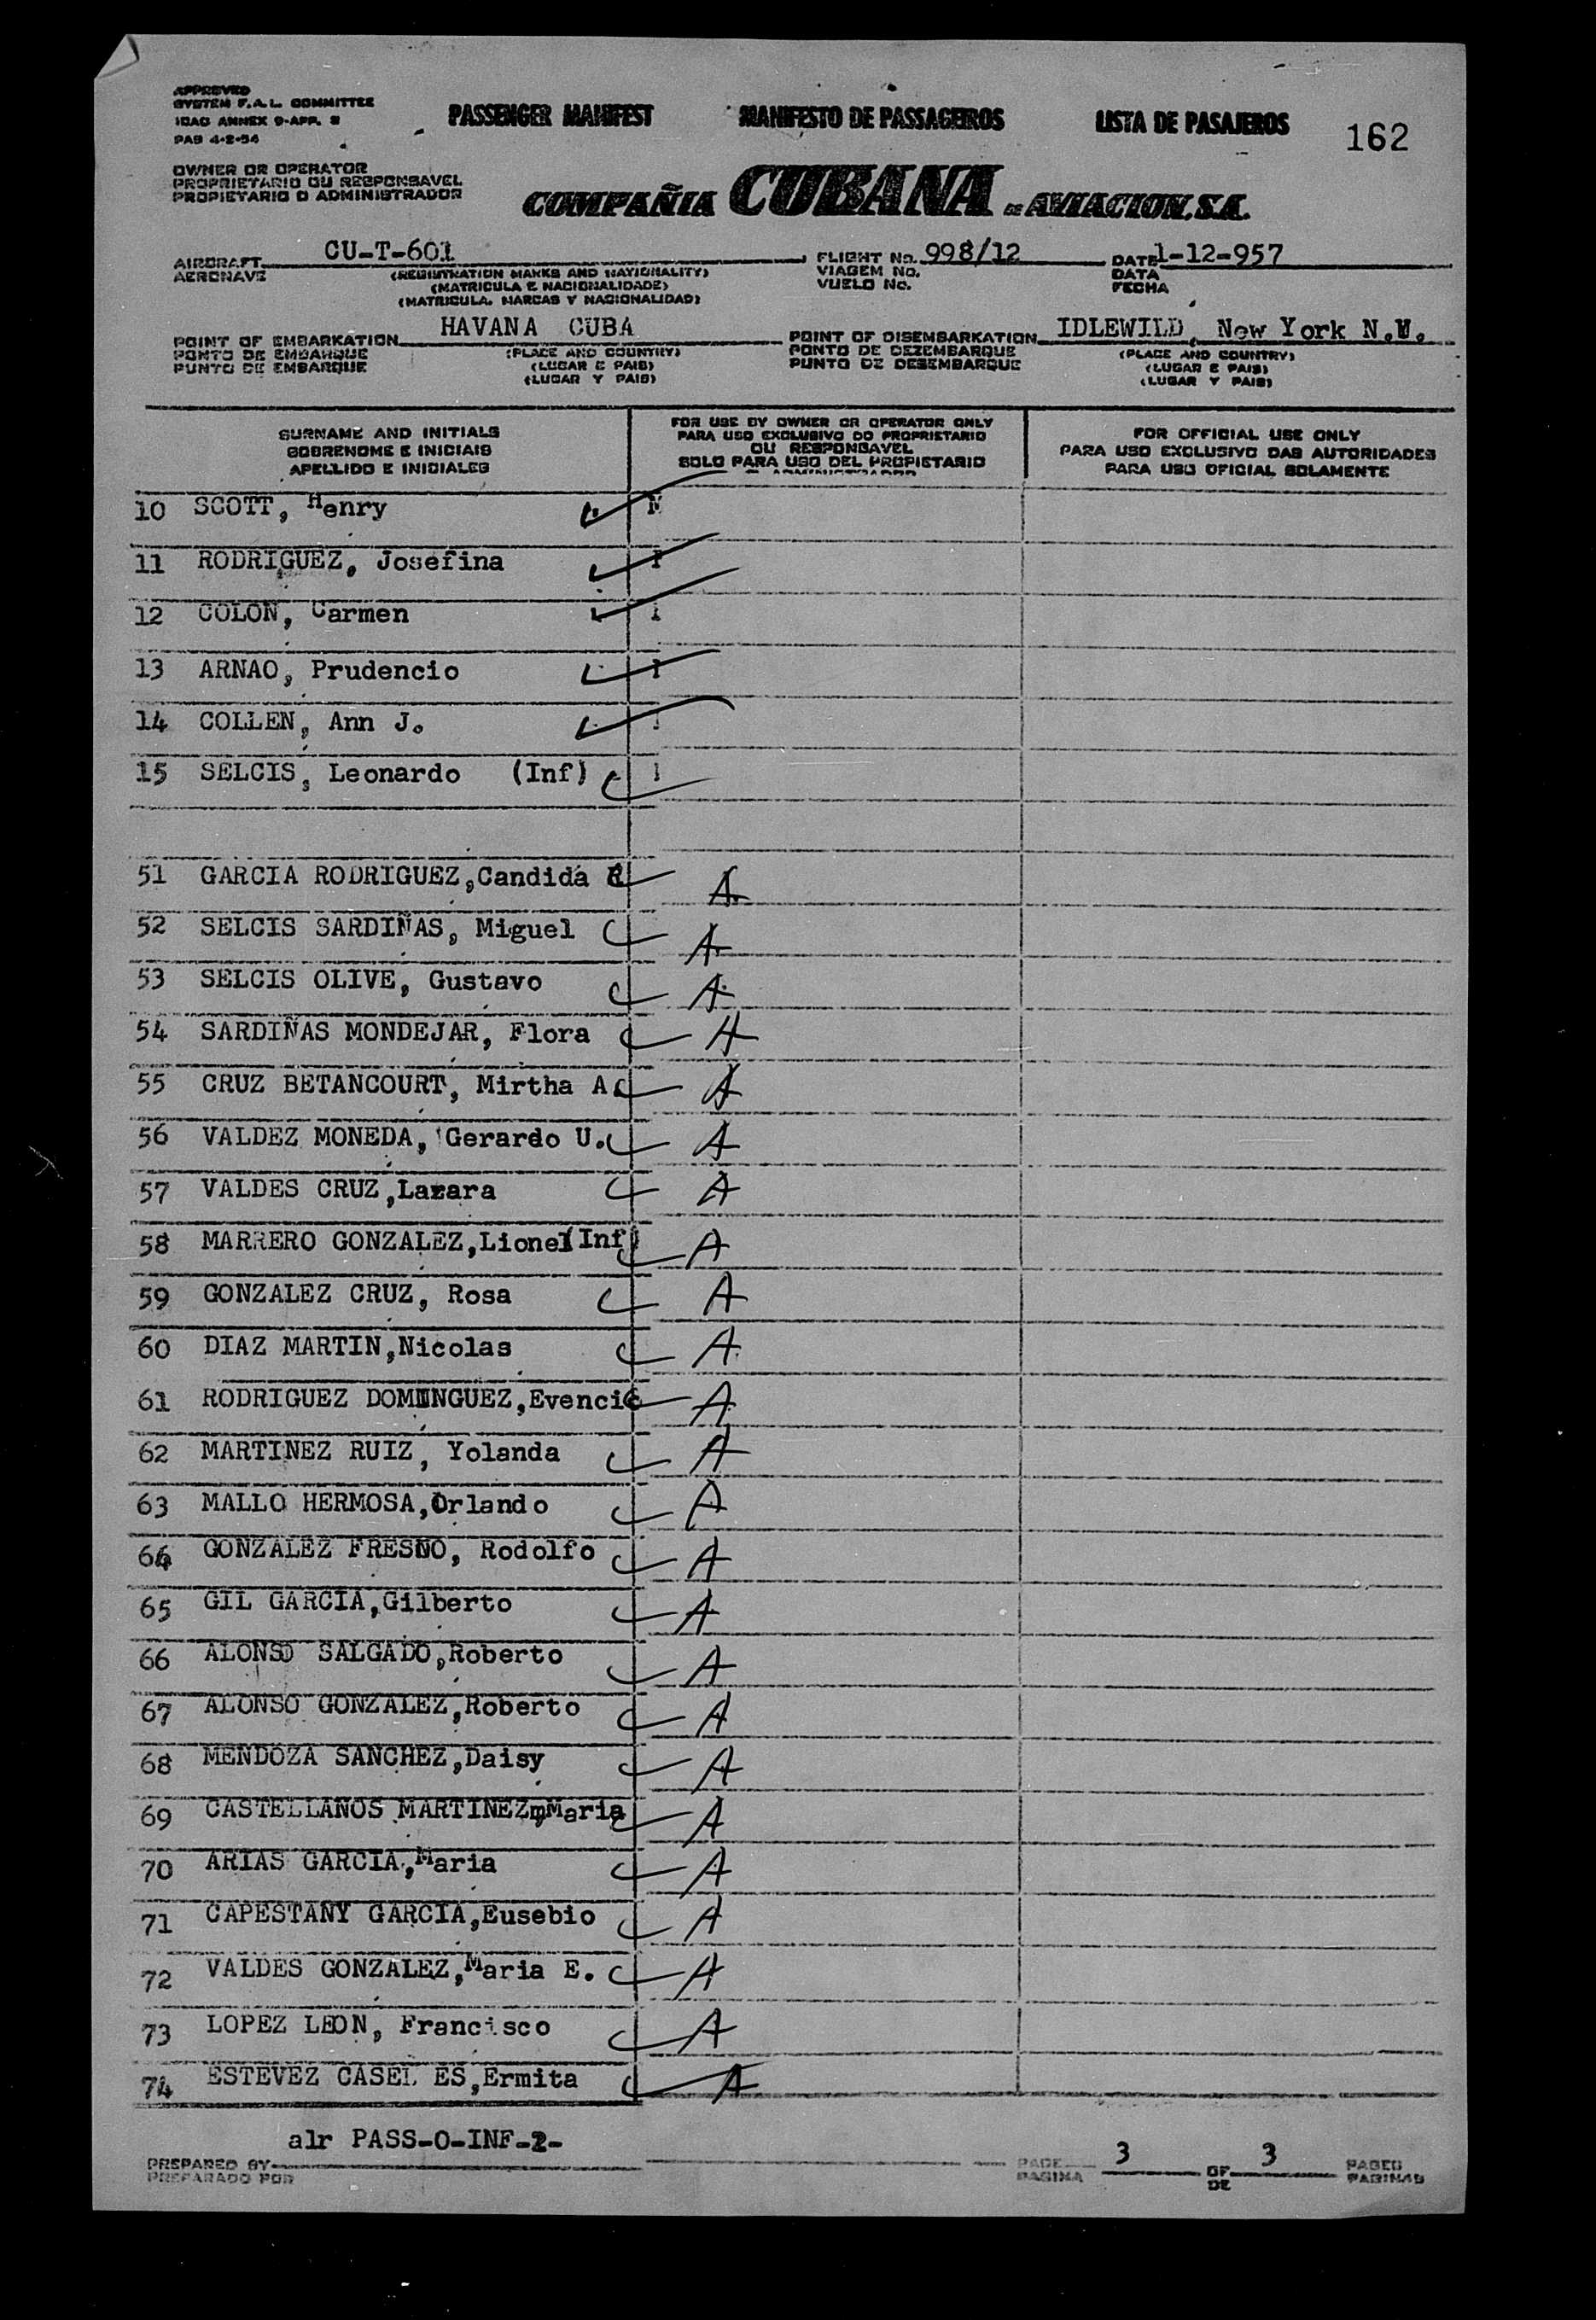 APPROVED
SYSTEM F.A.L. COMMITTEE
ICAO ANNEX 9-APP. 3
PAB 4-2-54
PASSENGER MANIFEST MANIFESTO DE PASSAGEIROS LISTA DE PASAJEROS 162
OWNER OR OPERATOR
PROPRIETARIO OU RESPONSAVEL
PROPIETARIO O ADMINISTRADOR
COMPAÑIA CUBANA DE AVIACION, S.A.
AIRCRAFT CU-T-601 FLIGHT No. 998/12 DATE 1-12-957
AERONAVE (REGISTRATION MARKS AND NATIONALITY) VIAGEM No. DATA
(MATRICULA E NACIONALIDADE) VUELO No. FECHA
(MATRICULA, MARCAS Y NACIONALIDAD)
POINT OF EMBARKATION HAVANA CUBA POINT OF DISEMBARKATION IDLEWILD, New York N.U.
PONTO DE EMBARQUE (PLACE AND COUNTRY) PONTO DE DEZEMBARQUE (PLACE AND COUNTRY)
PUNTO DE EMBARQUE (LUGAR E PAIS) PUNTO DE DESEMBARQUE (LUGAR E PAIS)
(LUGAR Y PAIS) (LUGAR Y PAIS)
SURNAME AND INITIALS
SOBRENOME E INICIAIS
APELLIDO E INICIALES
FOR USE BY OWNER OR OPERATOR ONLY
PARA USO EXCLUSIVO DO PROPRIETARIO
OU RESPONSAVEL
SOLO PARA USO DEL PROPIETARIO
O ADMINISTRADOR
FOR OFFICIAL USE ONLY
PARA USO EXCLUSIVO DAS AUTORIDADES
PARA USO OFICIAL SOLAMENTE
10 SCOTT, Henry
11 RODRIGUEZ, Josefina
12 COLON, Carmen
13 ARNAO, Prudencio
14 COLLEN, Ann J.
15 SELCIS, Leonardo (Inf)
51 GARCIA RODRIGUEZ,Candida A
52 SELCIS SARDIÑAS, Miguel A
53 SELCIS OLIVE, Gustavo A
54 SARDIÑAS MONDEJAR, Flora A
55 CRUZ BETANCOURT, Mirtha A. A
56 VALDEZ MONEDA, Gerardo U. A
57 VALDES CRUZ,Lazara A
58 MARRERO GONZALEZ,Lionel(Inf) A
59 GONZALEZ CRUZ, Rosa A
60 DIAZ MARTIN,Nicolas A
61 RODRIGUEZ DOMINGUEZ,Evencio A
62 MARTINEZ RUIZ, Yolanda A
63 MALLO HERMOSA,Orlando A
64 GONZALEZ FRESNO, Rodolfo A
65 GIL GARCIA,Gilberto A
66 ALONSO SALGADO,Roberto A
67 ALONSO GONZALEZ,Roberto A
68 MENDOZA SANCHEZ,Daisy A
69 CASTELLANOS MARTINEZ,Maria A
70 ARIAS GARCIA,Maria A
71 CAPESTANY GARCIA,Eusebio A
72 VALDES GONZALEZ,Maria E. A
73 LOPEZ LEON, Francisco A
74 ESTEVEZ CASEL ES,Ermita A
alr PASS-0-INF-2-
PREPARED BY PAGE 3 OF 3 PAGES
PREPARADO POR PAGINA DE PAGINAS